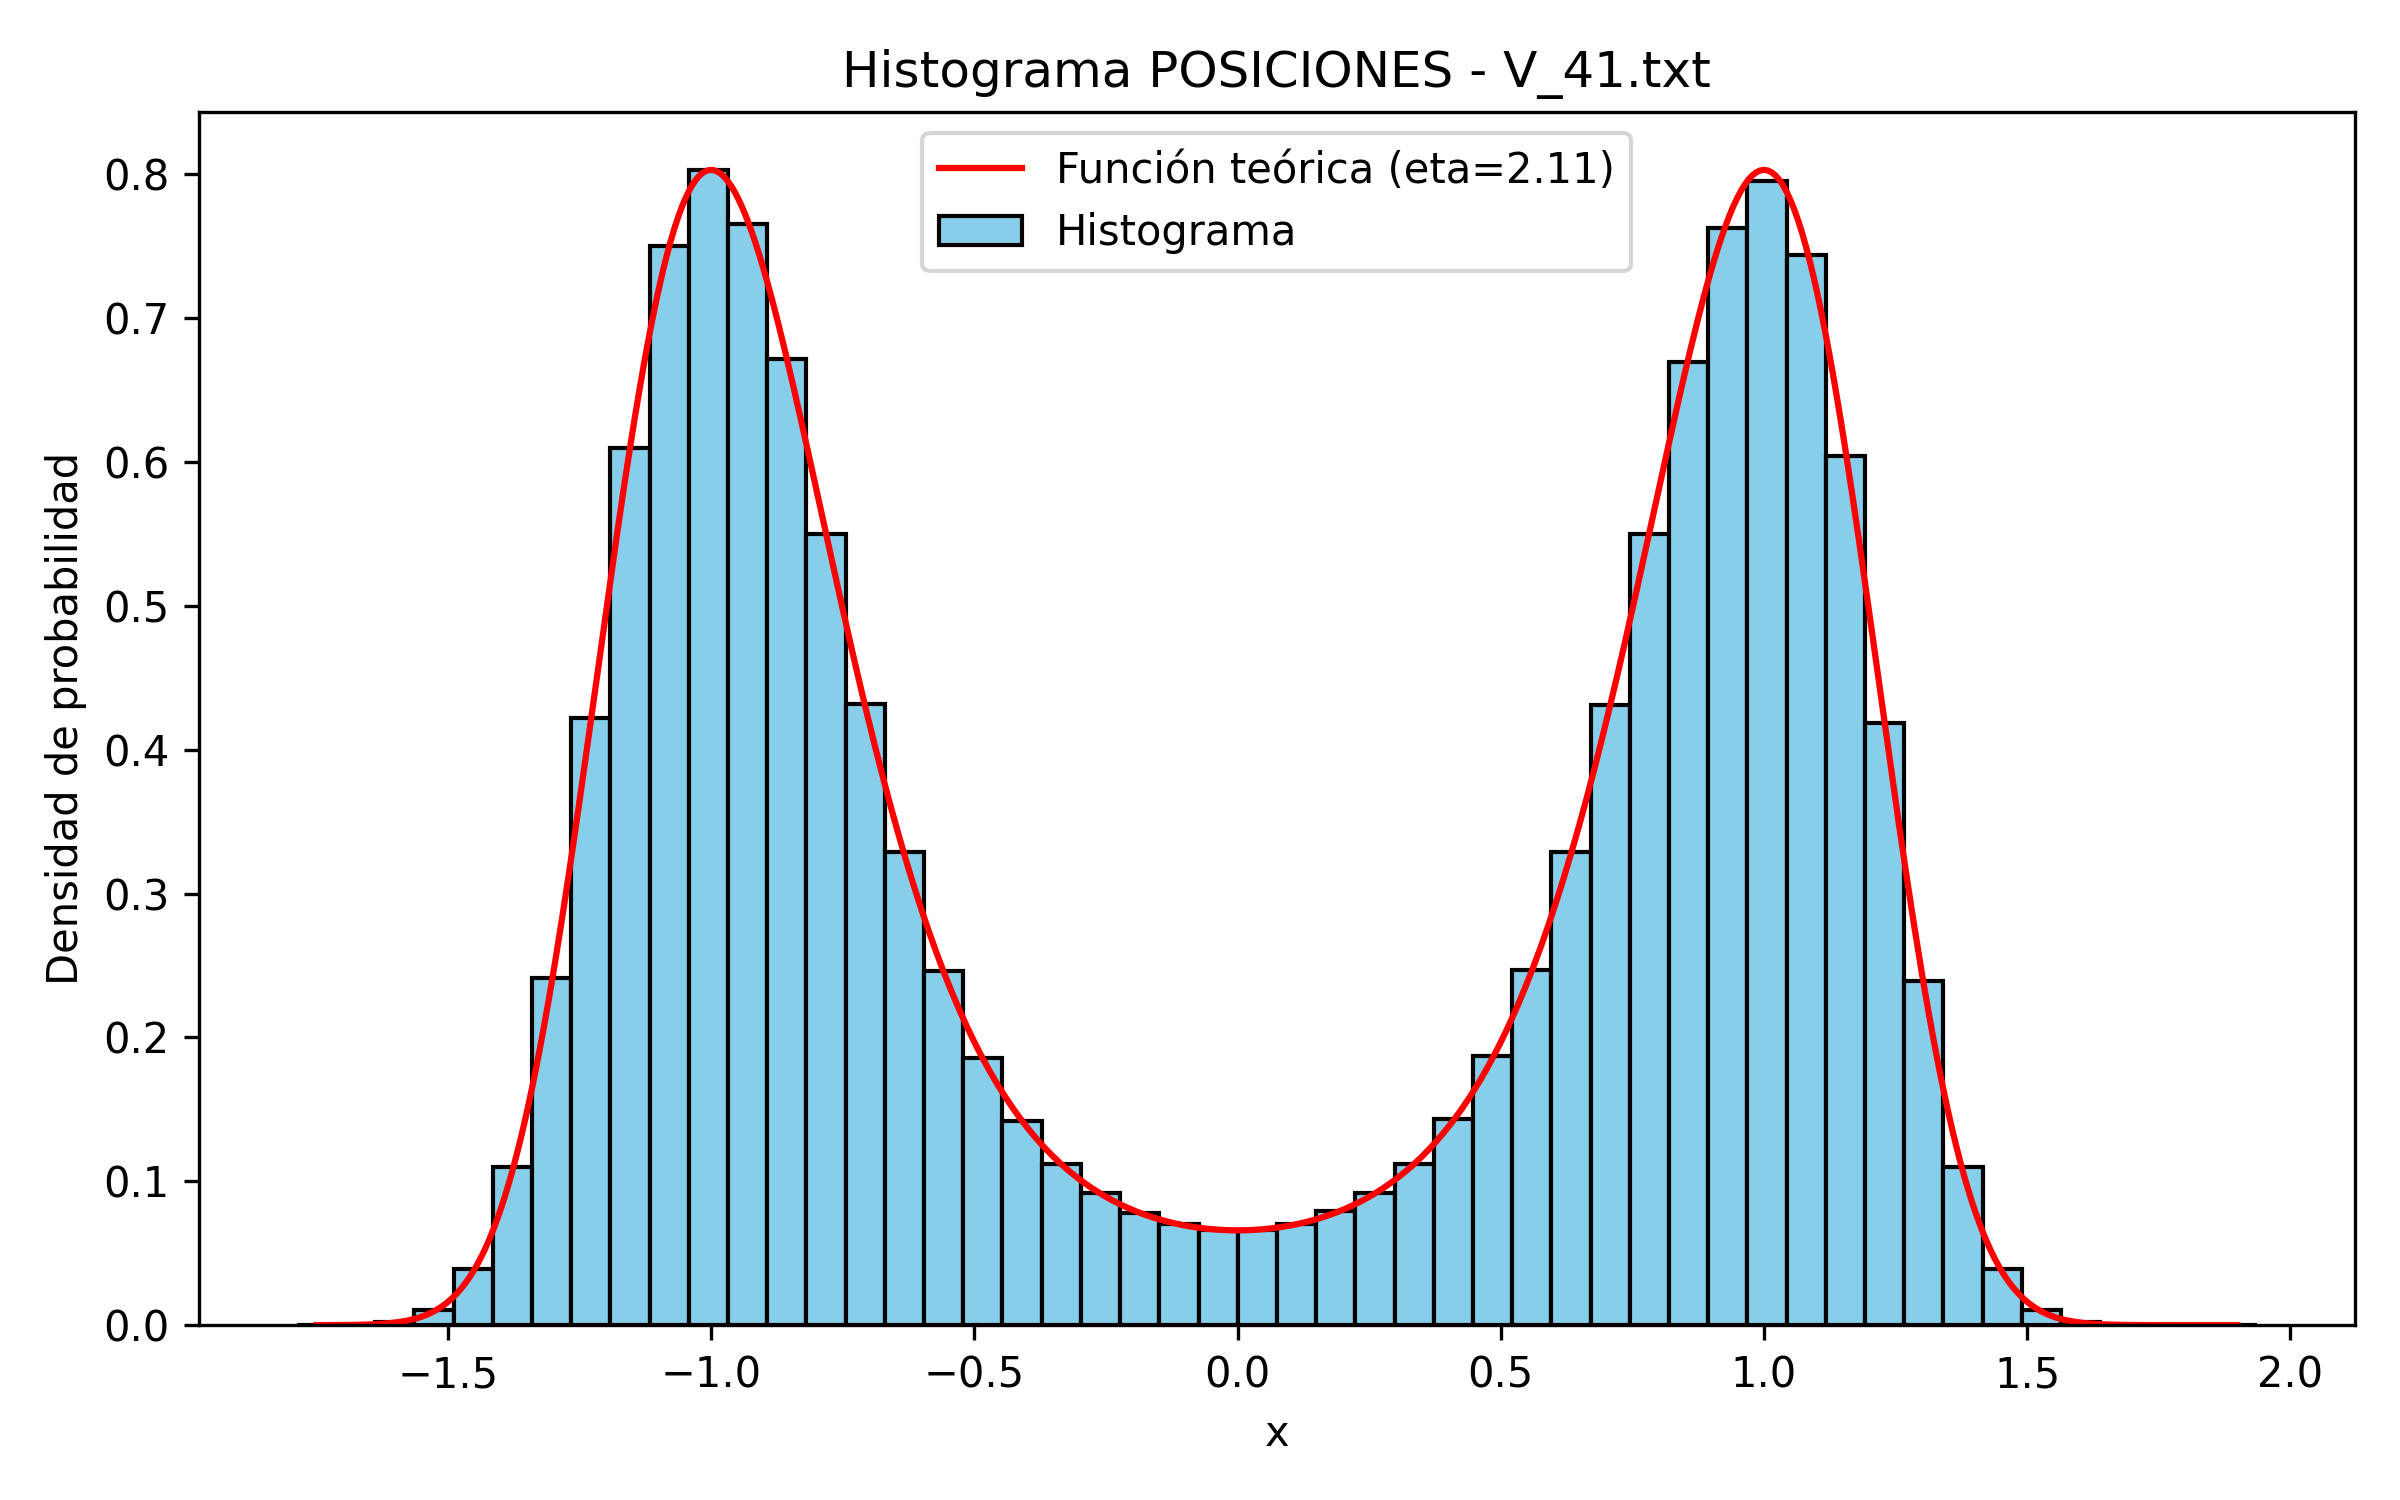 Histograma POSICIONES - V_41.txt
Función teórica (eta=2.11)
Histograma
Densidad de probabilidad
0.8
0.7
0.6
0.5
0.4
0.3
0.2
0.1
0.0
−1.5 −1.0 −0.5 0.0 0.5 1.0 1.5 2.0
x